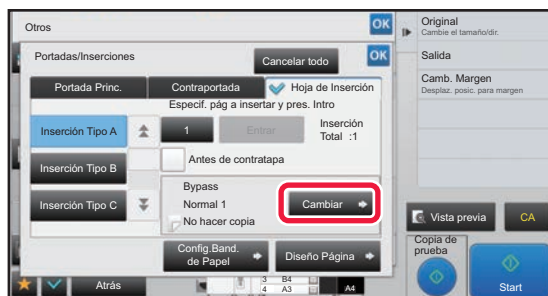 Otros
OK
Portadas/Inserciones
Cancelar todo
OK
Portada Princ.
Contraportada
Hoja de Inserción
Especif. pág a insertar y pres. Intro
Inserción Tipo A
1
Entrar
Inserción
Total :1
Inserción Tipo B
Antes de contratapa
Inserción Tipo C
Bypass
Normal 1
No hacer copia
Cambiar
Config.Band.
de Papel
Diseño Página
Atrás
3 B4
4 A3
A4
Original
Cambie el tamaño/dir.
Salida
Camb. Margen
Desplaz. posic. para margen
Vista previa
CA
Copia de
prueba
Start